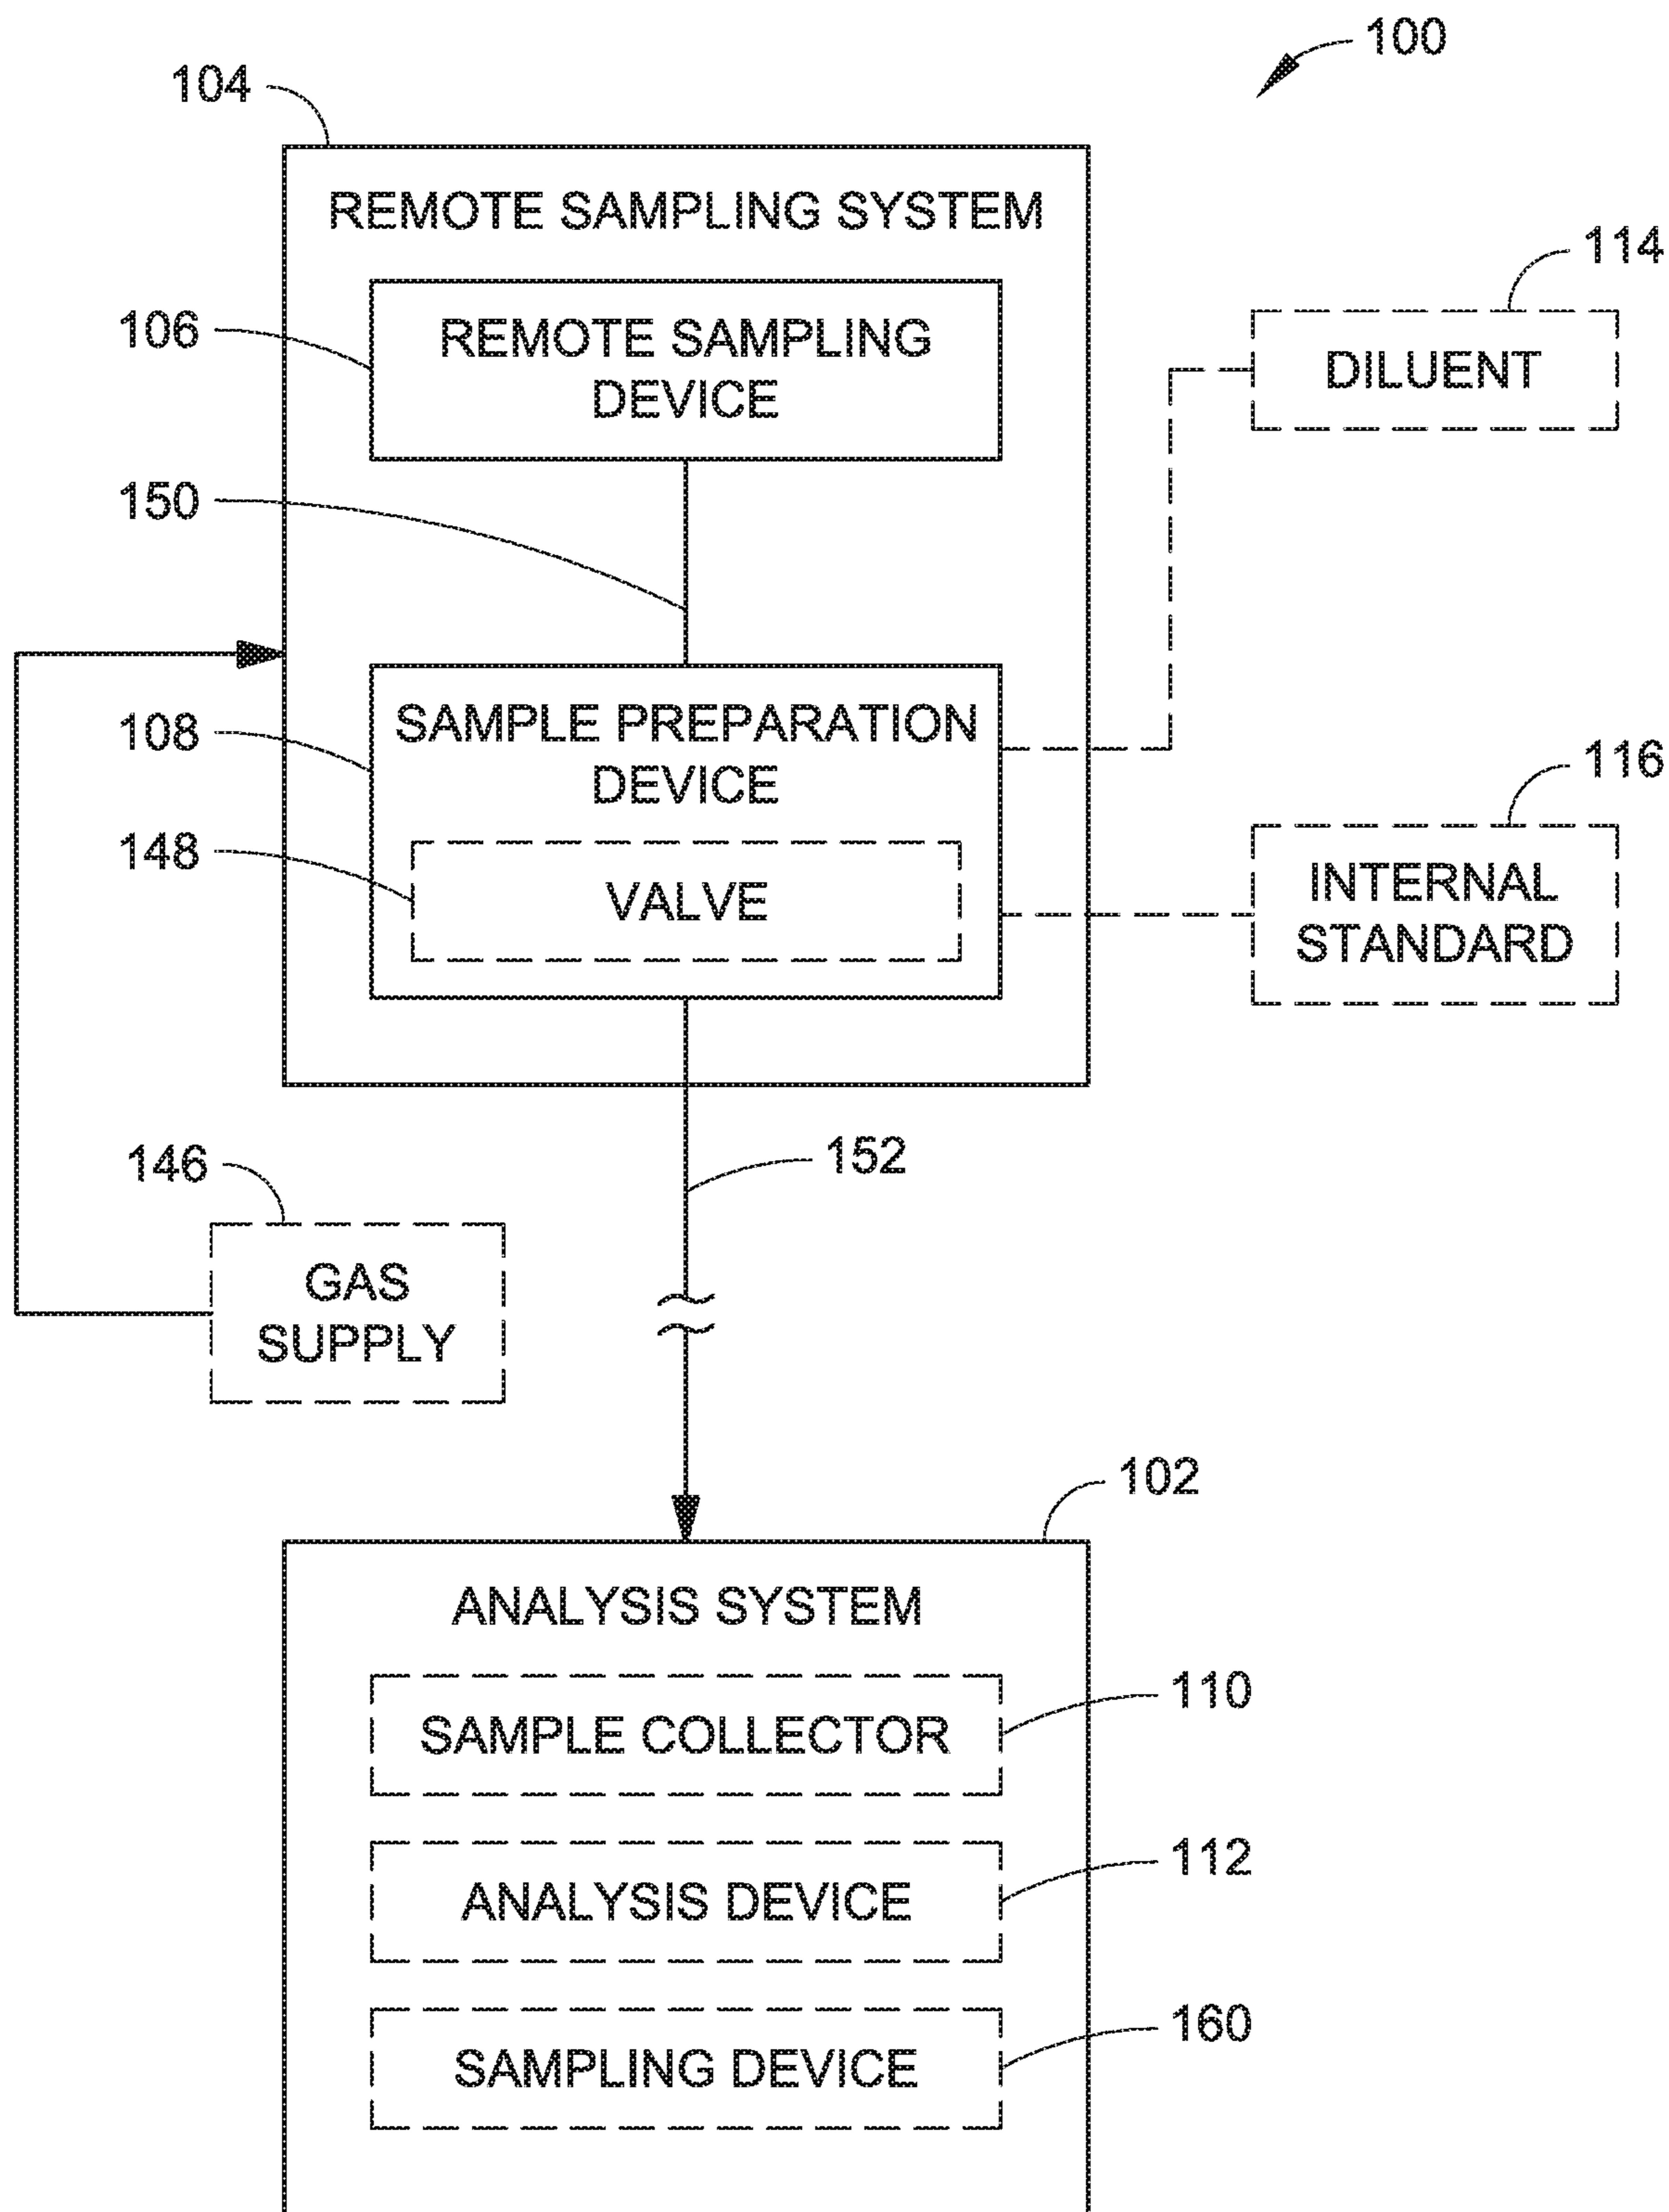 100
104
REMOTE SAMPLING SYSTEM
114
106
REMOTE SAMPLING
DEVICE
DILUENT
150
108
SAMPLE PREPARATION
DEVICE
116
148
VALVE
INTERNAL
STANDARD
146
152
GAS
SUPPLY
102
ANALYSIS SYSTEM
110
SAMPLE COLLECTOR
112
ANALYSIS DEVICE
160
SAMPLING DEVICE